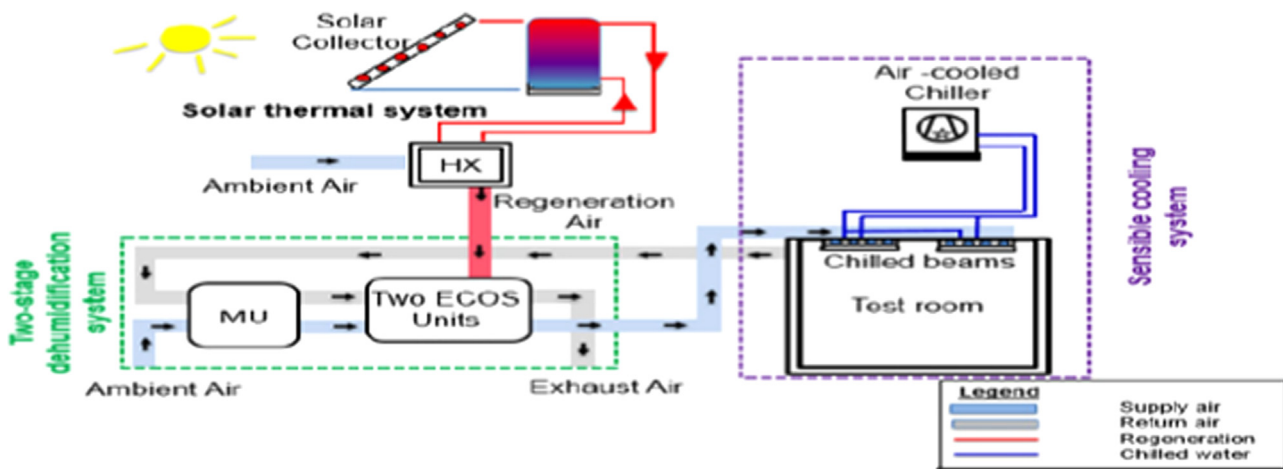 Solar
Collector
Solar thermal system
HX
Ambient Air
Regeneration
Air
Air -cooled
Chiller
Sensible cooling
system
Two-stage
dehumidification
system
MU
Two ECOS
Units
Chilled beams
Test room
Ambient Air
Exhaust Air
Legend
Supply air
Return air
Regeneration
Chilled water